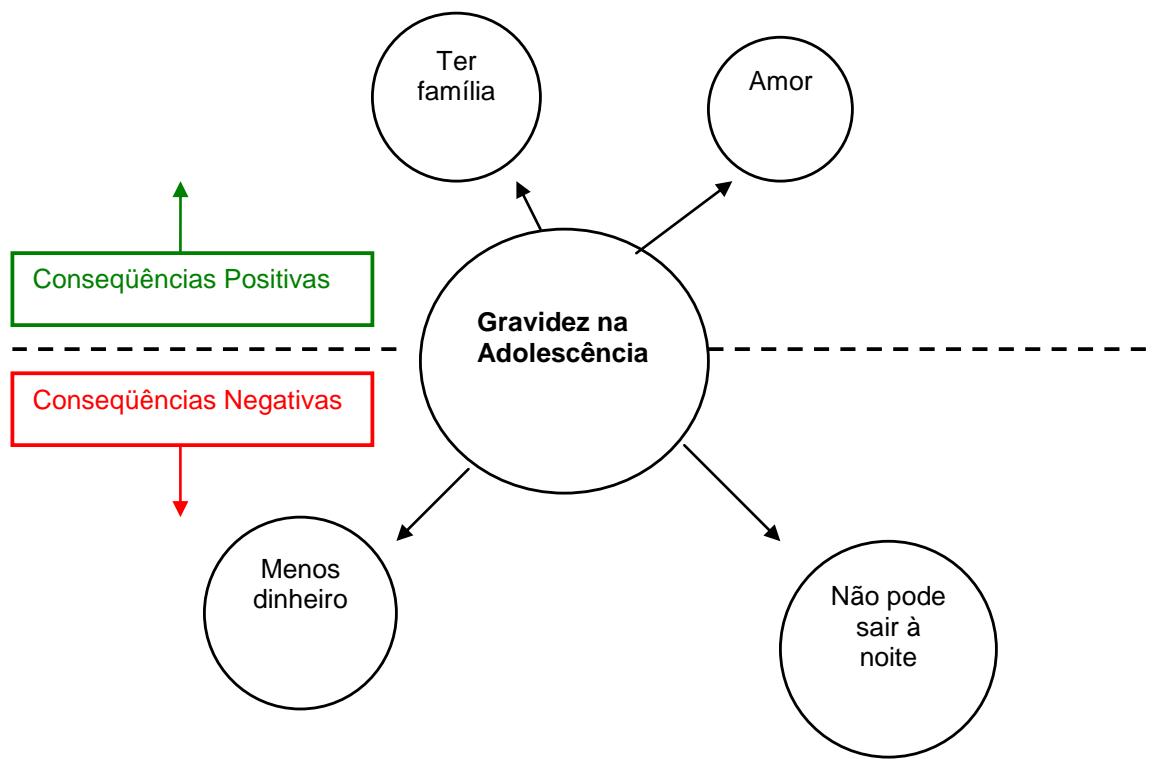 Ter
família
Amor
Conseqüências Positivas
Gravidez na
Adolescência
Conseqüências Negativas
Menos
dinheiro
Não pode
sair à
noite